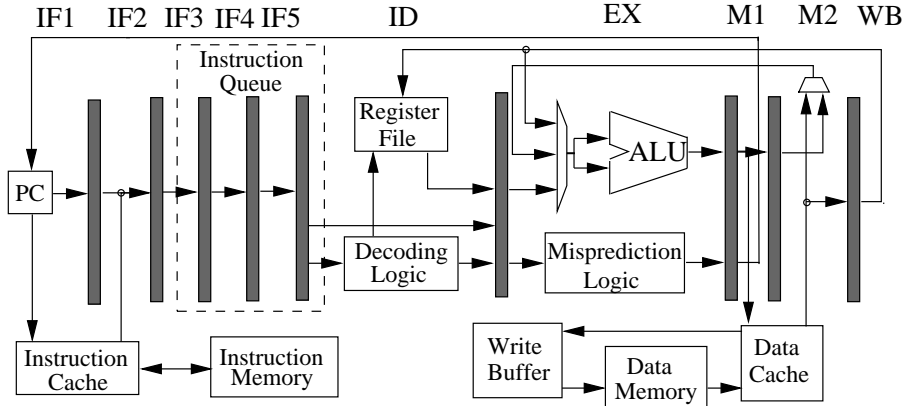 IF1 IF2 IF3 IF4 IF5 ID EX M1 M2 WB
Instruction
Queue
Register
File
ALU
PC
Decoding
Logic
Misprediction
Logic
Instruction
Cache
Instruction
Memory
Write
Buffer
Data
Memory
Data
Cache